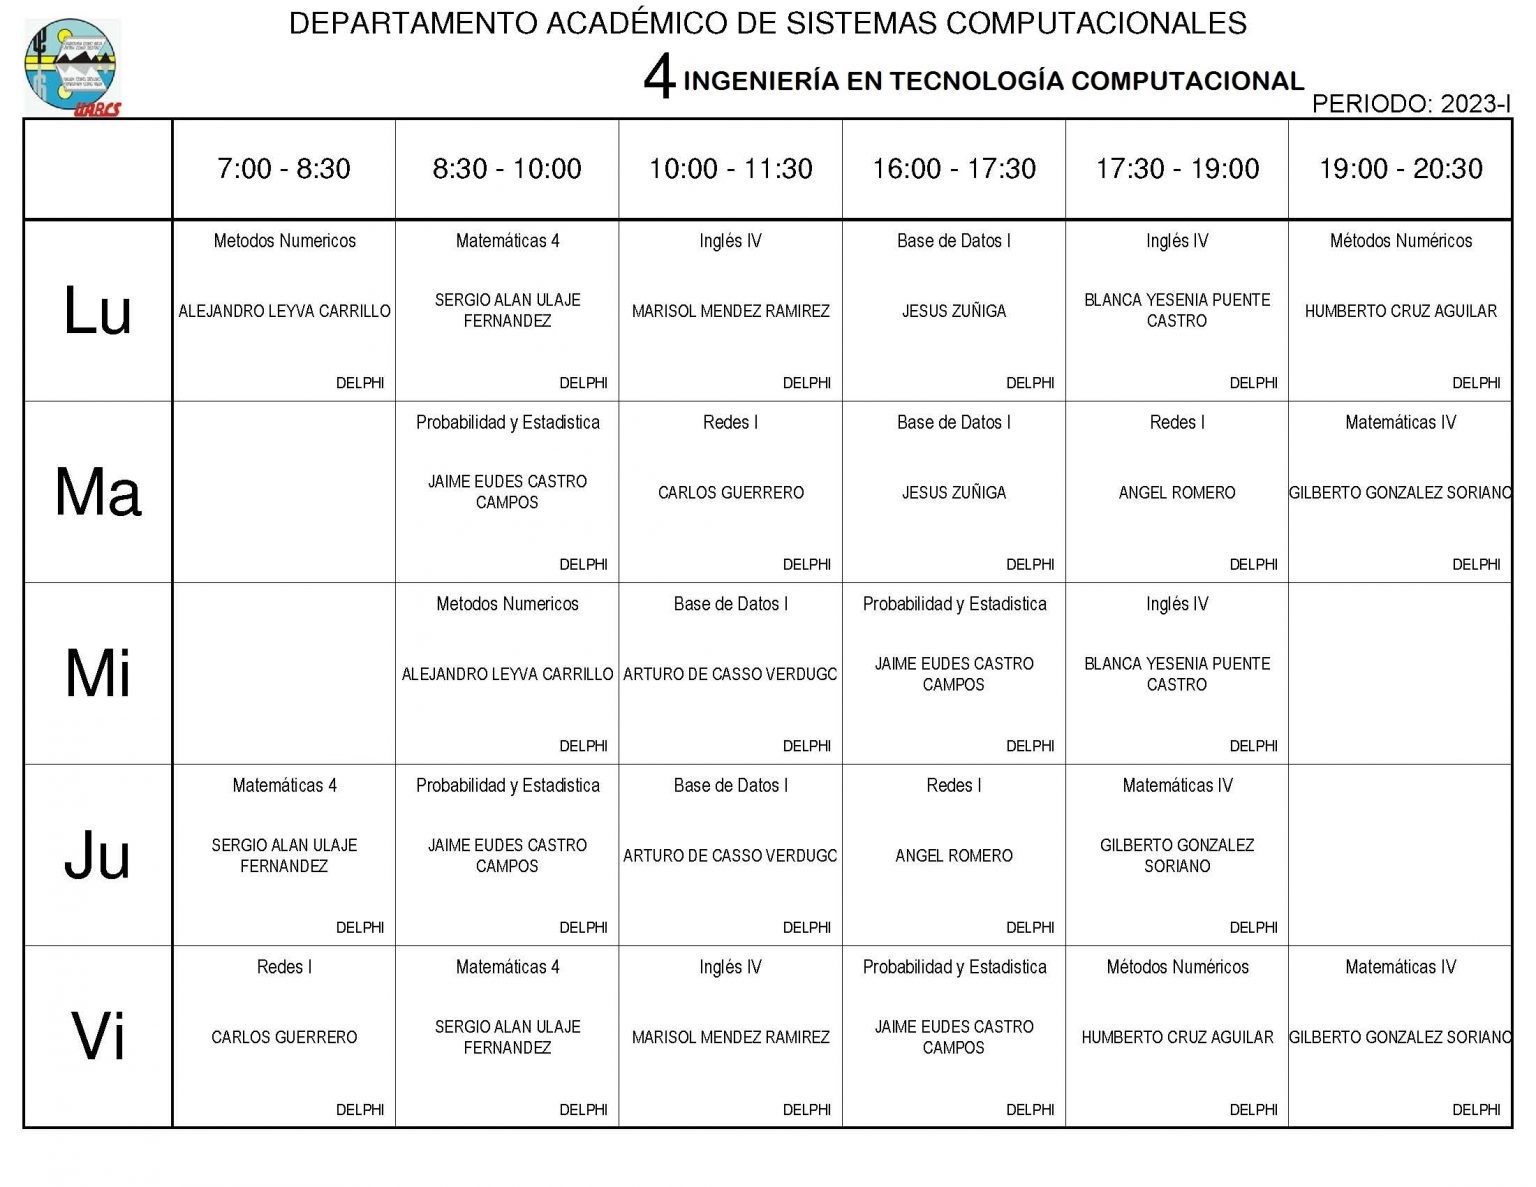 DEPARTAMENTO ACADÉMICO DE SISTEMAS COMPUTACIONALES
4 INGENIERÍA EN TECNOLOGÍA COMPUTACIONAL
UABCS
PERIODO: 2023-I
7:00 - 8:30 8:30 - 10:00 10:00 - 11:30 16:00 - 17:30 17:30 - 19:00 19:00 - 20:30
Lu
Metodos Numericos
ALEJANDRO LEYVA CARRILLO
DELPHI
Matemáticas 4
SERGIO ALAN ULAJE
FERNANDEZ
DELPHI
Inglés IV
MARISOL MENDEZ RAMIREZ
DELPHI
Base de Datos I
JESUS ZUÑIGA
DELPHI
Inglés IV
BLANCA YESENIA PUENTE
CASTRO
DELPHI
Métodos Numéricos
HUMBERTO CRUZ AGUILAR
DELPHI
Ma
Probabilidad y Estadistica
JAIME EUDES CASTRO
CAMPOS
DELPHI
Redes I
CARLOS GUERRERO
DELPHI
Base de Datos I
JESUS ZUÑIGA
DELPHI
Redes I
ANGEL ROMERO
DELPHI
Matemáticas IV
GILBERTO GONZALEZ SORIANO
DELPHI
Mi
Metodos Numericos
ALEJANDRO LEYVA CARRILLO
DELPHI
Base de Datos I
ARTURO DE CASSO VERDUGO
DELPHI
Probabilidad y Estadistica
JAIME EUDES CASTRO
CAMPOS
DELPHI
Inglés IV
BLANCA YESENIA PUENTE
CASTRO
DELPHI
Ju
Matemáticas 4
SERGIO ALAN ULAJE
FERNANDEZ
DELPHI
Probabilidad y Estadistica
JAIME EUDES CASTRO
CAMPOS
DELPHI
Base de Datos I
ARTURO DE CASSO VERDUGO
DELPHI
Redes I
ANGEL ROMERO
DELPHI
Matemáticas IV
GILBERTO GONZALEZ
SORIANO
DELPHI
Vi
Redes I
CARLOS GUERRERO
DELPHI
Matemáticas 4
SERGIO ALAN ULAJE
FERNANDEZ
DELPHI
Inglés IV
MARISOL MENDEZ RAMIREZ
DELPHI
Probabilidad y Estadistica
JAIME EUDES CASTRO
CAMPOS
DELPHI
Métodos Numéricos
HUMBERTO CRUZ AGUILAR
DELPHI
Matemáticas IV
GILBERTO GONZALEZ SORIANO
DELPHI